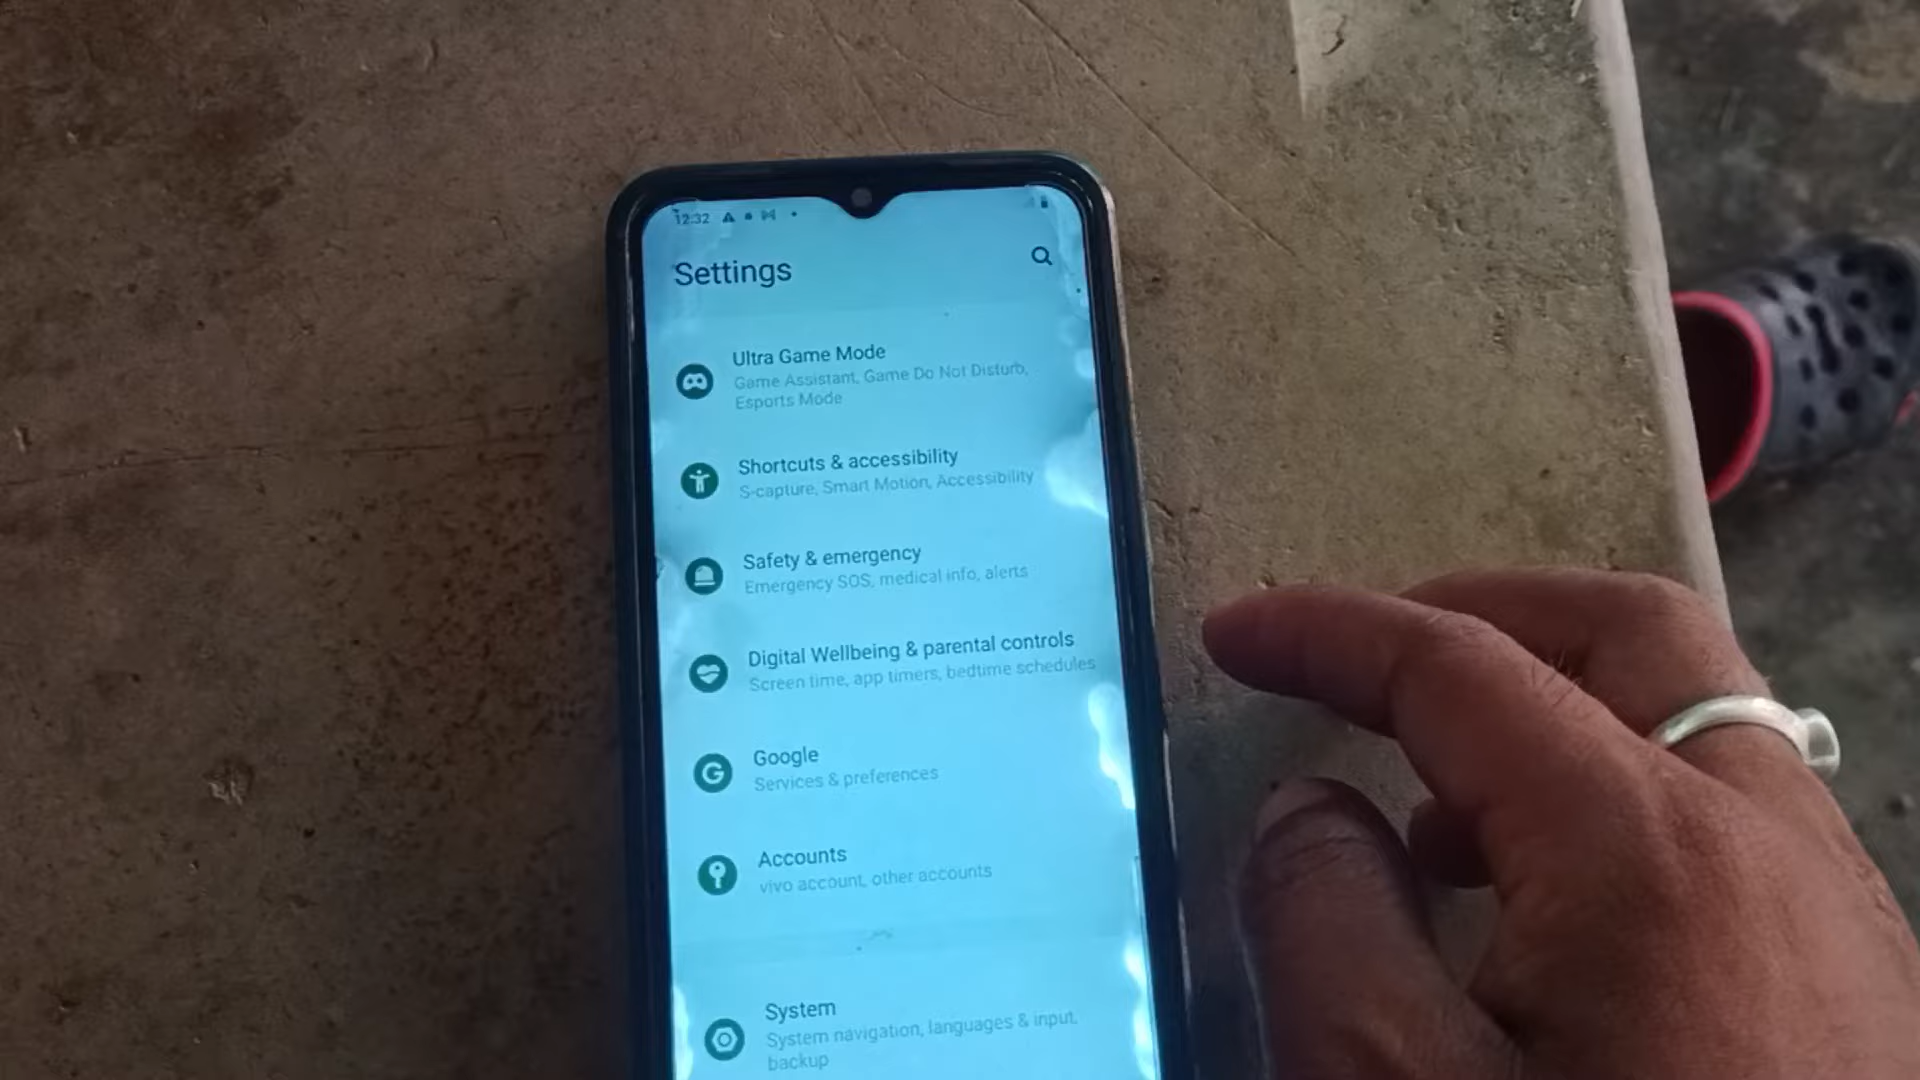 12:32
Settings
Ultra Game Mode
Game Assistant, Game Do Not Disturb,
Esports Mode
Shortcuts & accessibility
S-capture, Smart Motion, Accessibility
Safety & emergency
Emergency SOS, medical info, alerts
Digital Wellbeing & parental controls
Screen time, app timers, bedtime schedules
Google
Services & preferences
Accounts
vivo account, other accounts
System
System navigation, languages & input,
backup